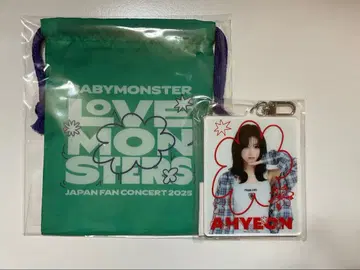 BABYMONSTER
LOVE
MON
STERS
JAPAN FAN CONCERT 2025
AHYEON